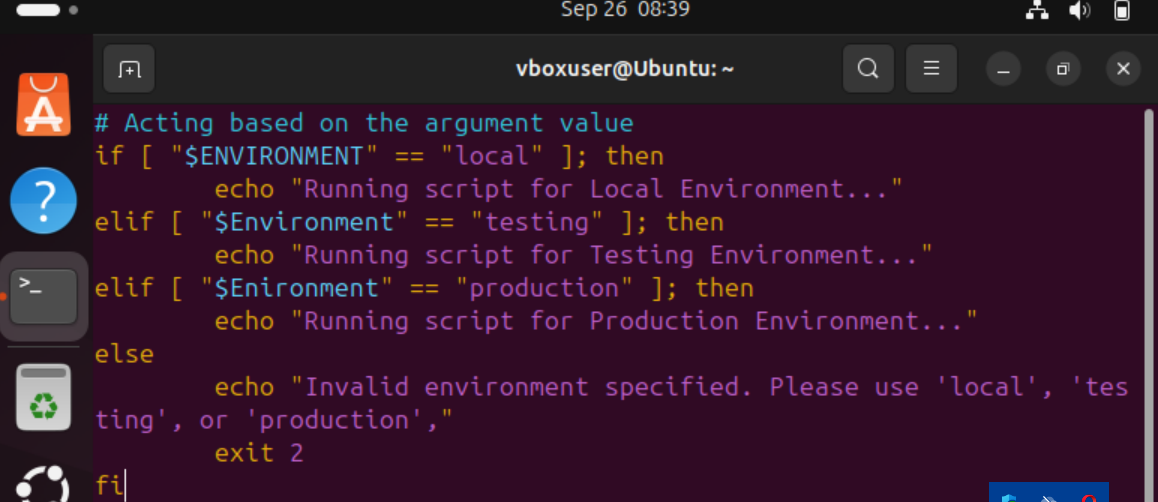 Sep 26 08:39
vboxuser@Ubuntu: ~
# Acting based on the argument value
if [ "$ENVIRONMENT" == "local" ]; then
echo "Running script for Local Environment..."
elif [ "$Environment" == "testing" ]; then
echo "Running script for Testing Environment..."
elif [ "$Enironment" == "production" ]; then
echo "Running script for Production Environment..."
else
echo "Invalid environment specified. Please use 'local', 'tes
ting', or 'production',"
exit 2
fi